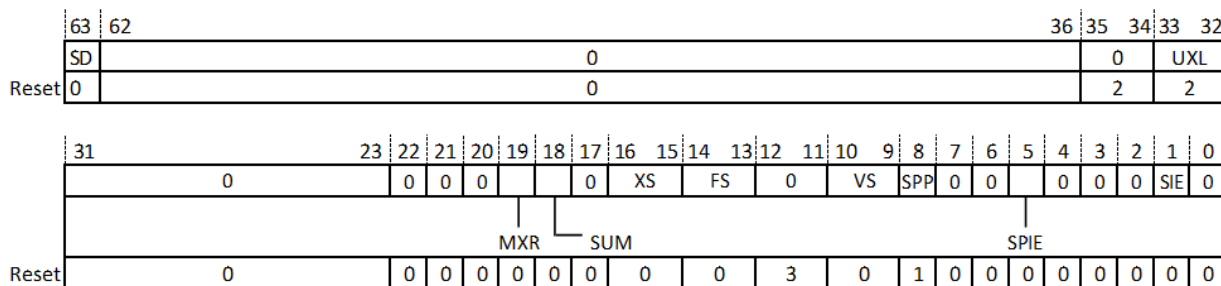 63 62 36 35 34 33 32
SD 0 0 UXL
Reset 0 0 2 2
31 23 22 21 20 19 18 17 16 15 14 13 12 11 10 9 8 7 6 5 4 3 2 1 0
0 0 0 0 0 XS FS 0 VS SPP 0 0 0 0 0 SIE 0
MXR SUM SPIE
Reset 0 0 0 0 0 0 0 0 0 3 0 1 0 0 0 0 0 0 0 0